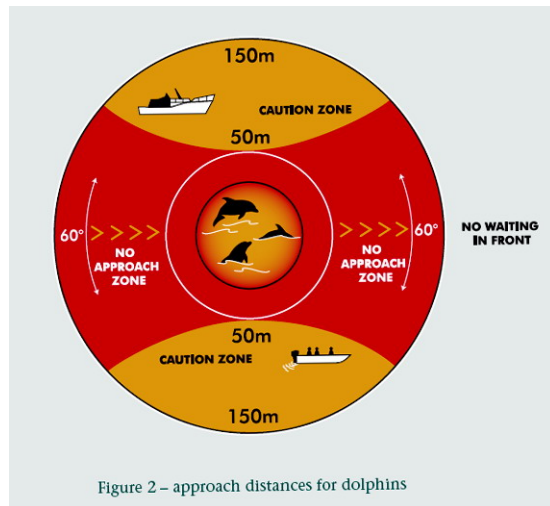 150m
CAUTION ZONE
50m
60°
NO
APPROACH
ZONE
NO
APPROACH
ZONE
60°
NO WAITING
IN FRONT
50m
CAUTION ZONE
150m
Figure 2 – approach distances for dolphins